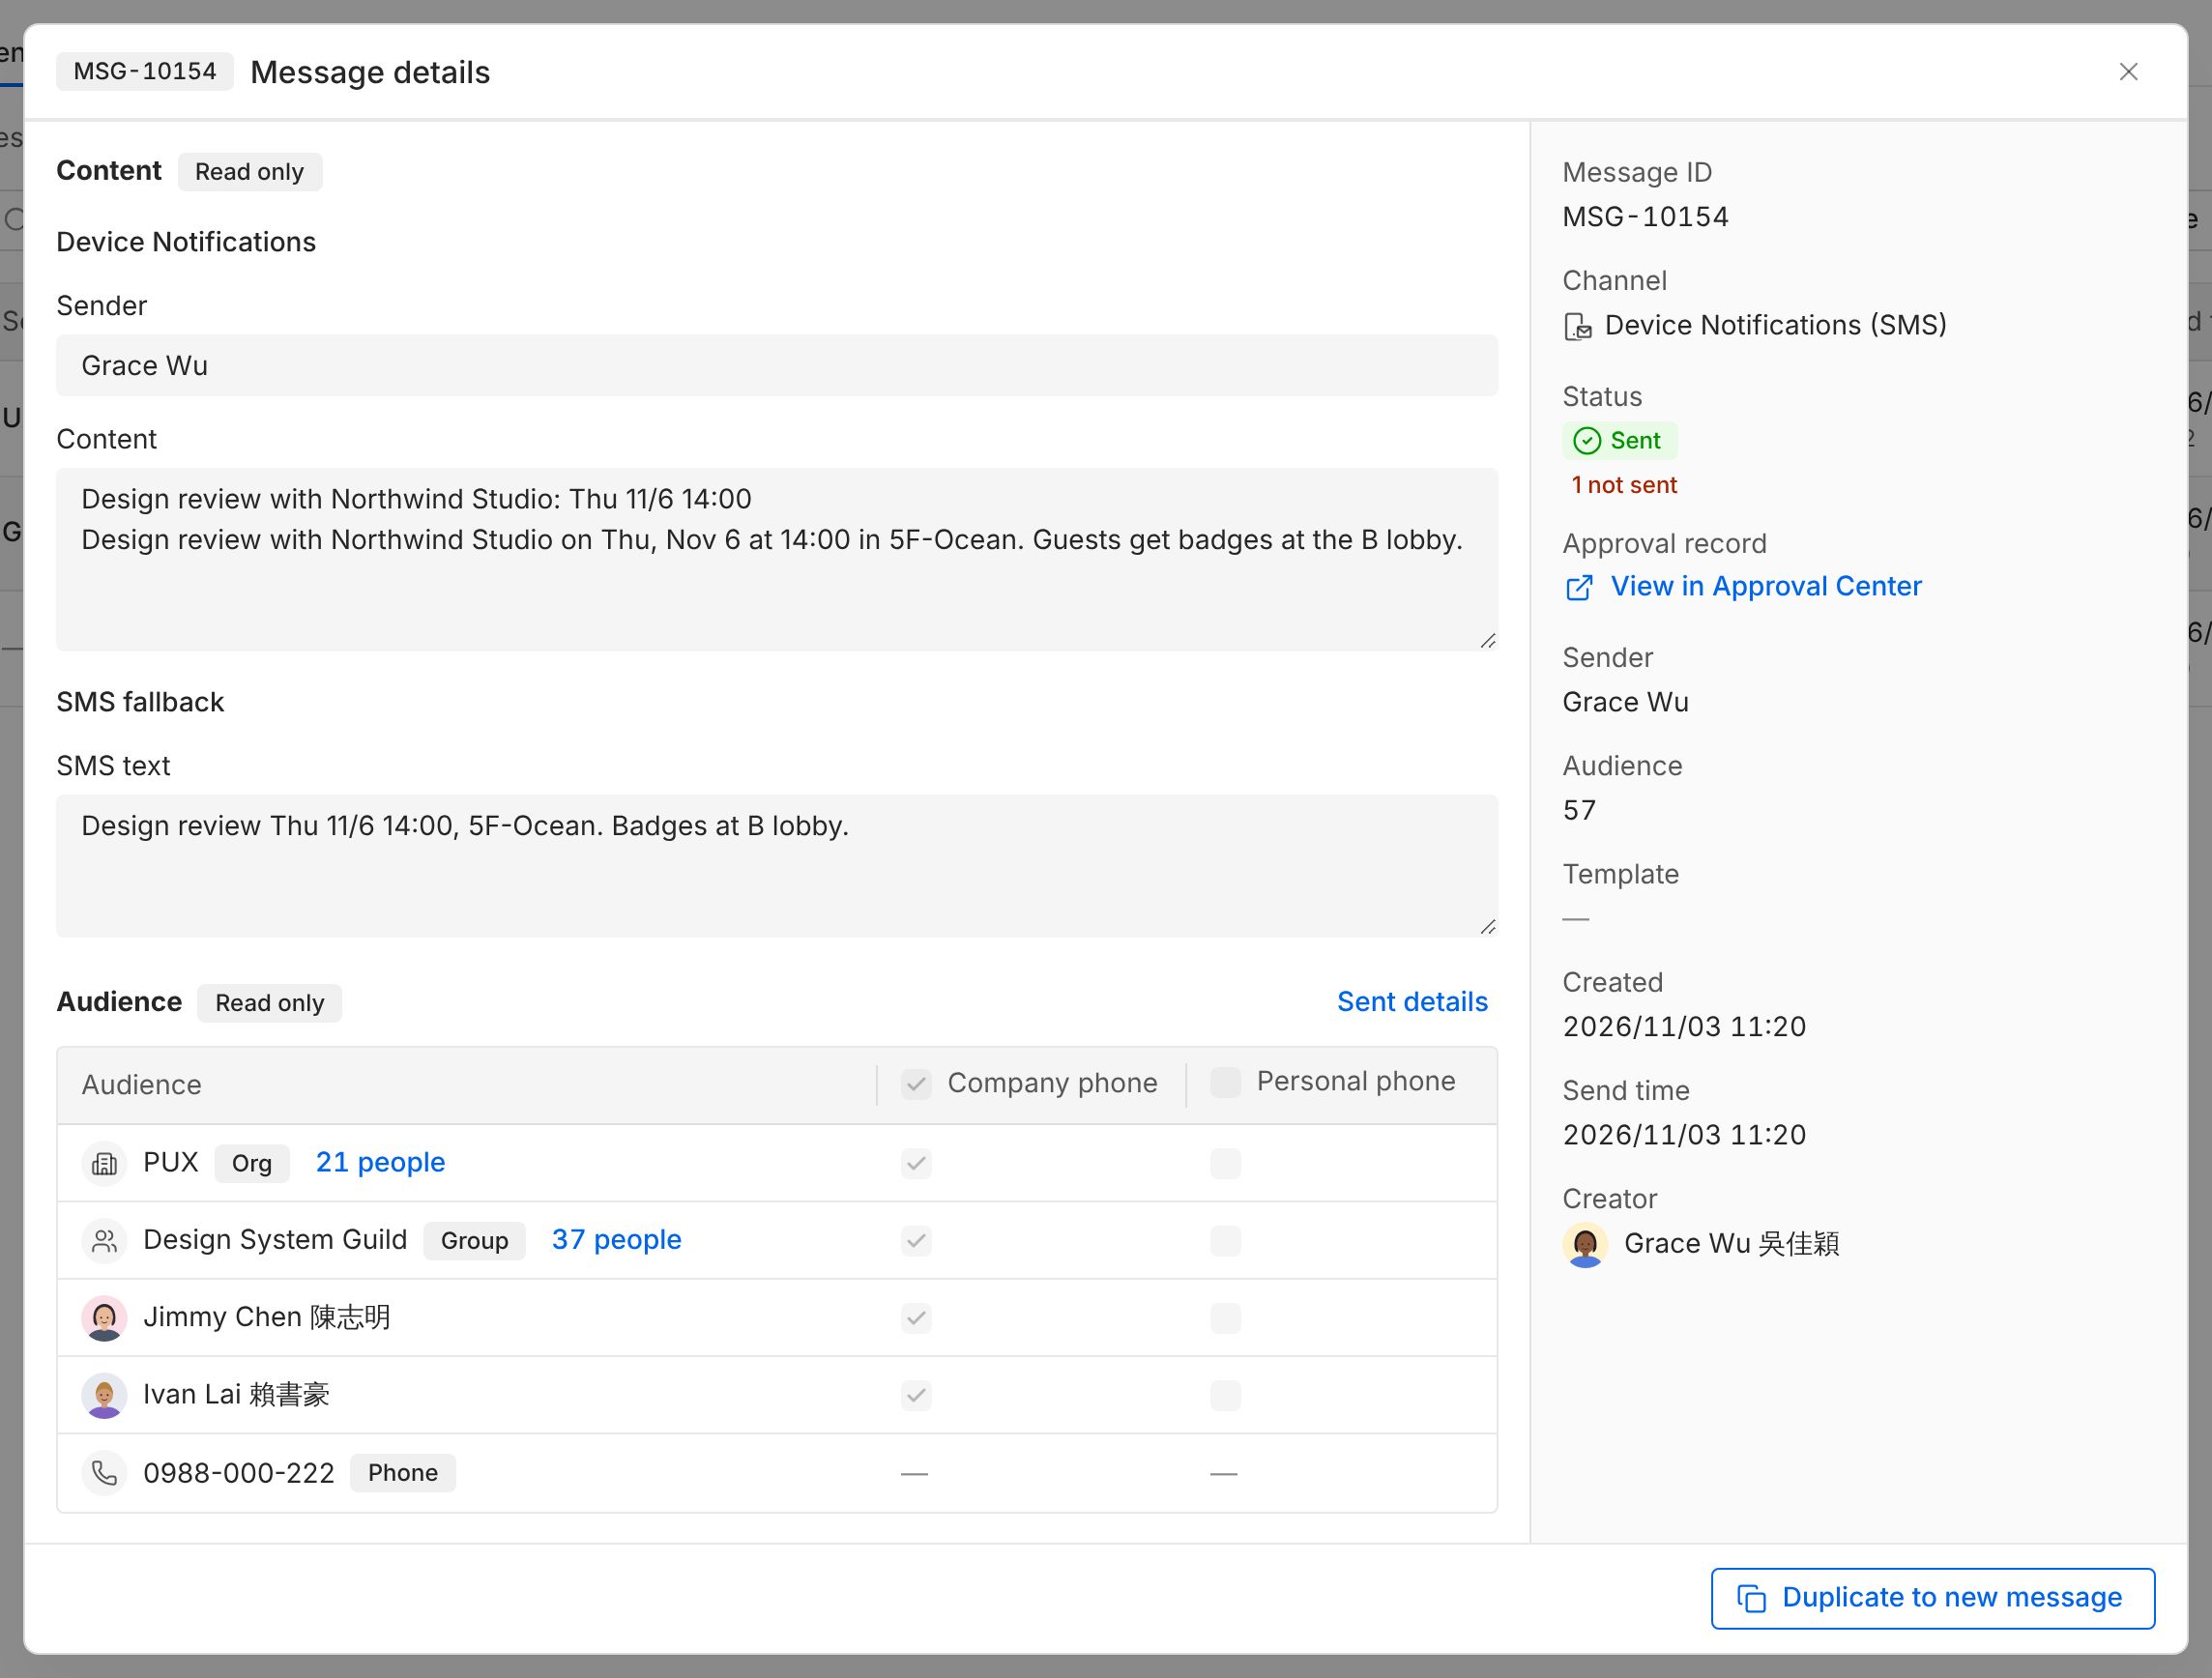 MSG-10154 Message details
Content Read only
Device Notifications
Sender
Grace Wu
Content
Design review with Northwind Studio: Thu 11/6 14:00
Design review with Northwind Studio on Thu, Nov 6 at 14:00 in 5F-Ocean. Guests get badges at the B lobby.
SMS fallback
SMS text
Design review Thu 11/6 14:00, 5F-Ocean. Badges at B lobby.
Audience Read only Sent details
Audience Company phone Personal phone
PUX Org 21 people
Design System Guild Group 37 people
Jimmy Chen 陳志明
Ivan Lai 賴書豪
0988-000-222 Phone — —
Message ID
MSG-10154
Channel
Device Notifications (SMS)
Status
Sent
1 not sent
Approval record
View in Approval Center
Sender
Grace Wu
Audience
57
Template
—
Created
2026/11/03 11:20
Send time
2026/11/03 11:20
Creator
Grace Wu 吳佳穎
Duplicate to new message